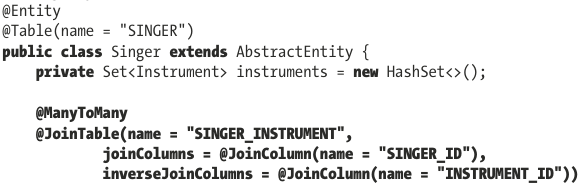 @Entity
@Table(name = "SINGER")
public class Singer extends AbstractEntity {
    private Set<Instrument> instruments = new HashSet<>();

    @ManyToMany
    @JoinTable(name = "SINGER_INSTRUMENT",
            joinColumns = @JoinColumn(name = "SINGER_ID"),
            inverseJoinColumns = @JoinColumn(name = "INSTRUMENT_ID"))